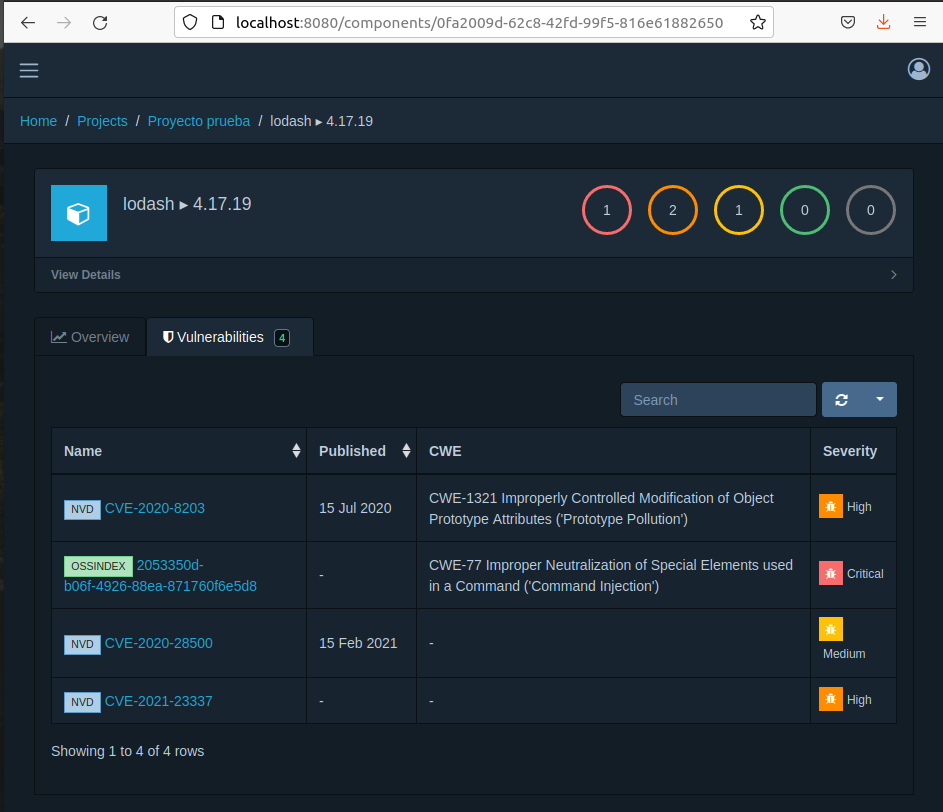 localhost:8080/components/0fa2009d-62c8-42fd-99f5-816e61882650
Home / Projects / Proyecto prueba / lodash ▸ 4.17.19
lodash ▸ 4.17.19
1 2 1 0 0
View Details
Overview Vulnerabilities 4
Search
Name Published CWE Severity
NVD CVE-2020-8203 15 Jul 2020 CWE-1321 Improperly Controlled Modification of Object
Prototype Attributes ('Prototype Pollution') High
OSSINDEX 2053350d-
b06f-4926-88ea-871760f6e5d8 - CWE-77 Improper Neutralization of Special Elements used
in a Command ('Command Injection') Critical
NVD CVE-2020-28500 15 Feb 2021 - Medium
NVD CVE-2021-23337 - - High
Showing 1 to 4 of 4 rows